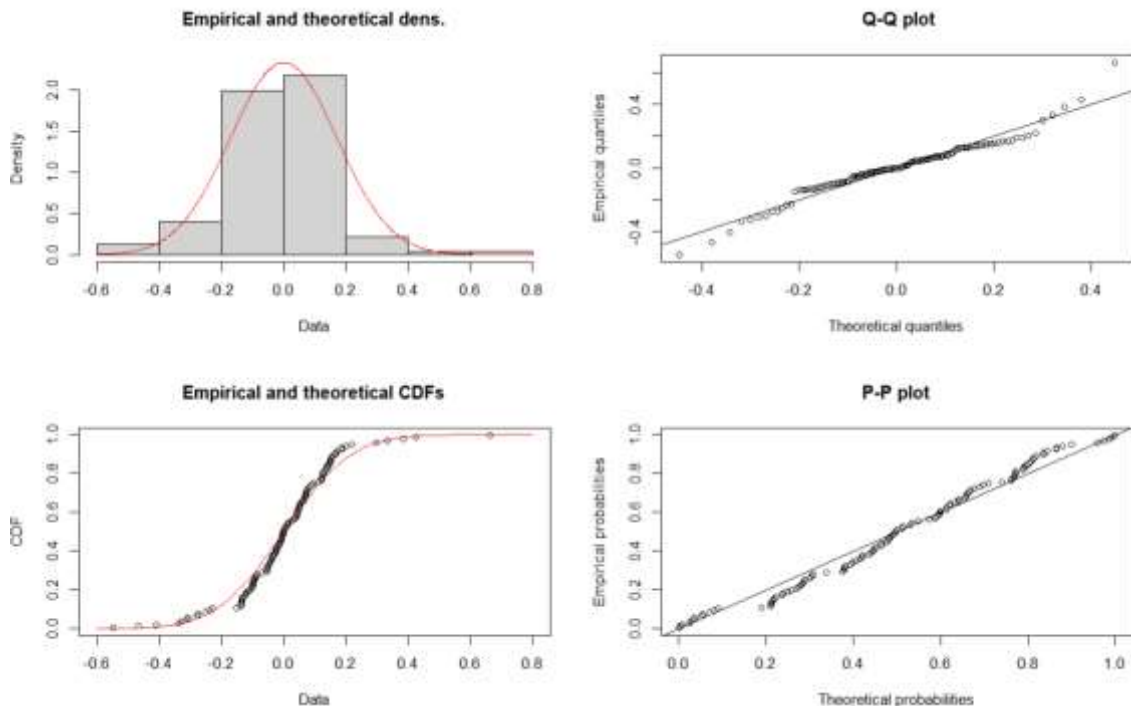 Empirical and theoretical dens.
Density
0.0 0.5 1.0 1.5 2.0
-0.6 -0.4 -0.2 0.0 0.2 0.4 0.6 0.8
Data
Q-Q plot
Empirical quantiles
-0.4 0.0 0.4
-0.4 -0.2 0.0 0.2 0.4
Theoretical quantiles
Empirical and theoretical CDFs
CDF
0.0 0.2 0.4 0.6 0.8 1.0
-0.6 -0.4 -0.2 0.0 0.2 0.4 0.6 0.8
Data
P-P plot
Empirical probabilities
0.0 0.2 0.4 0.6 0.8 1.0
0.0 0.2 0.4 0.6 0.8 1.0
Theoretical probabilities